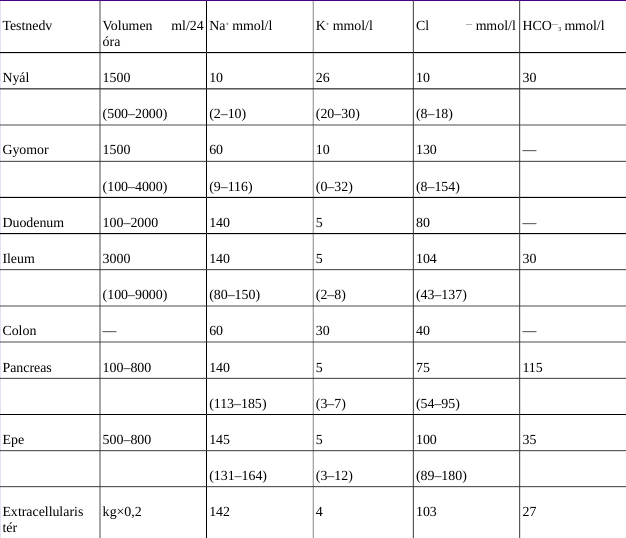 Testnedv Volumen ml/24 óra Na+ mmol/l K+ mmol/l Cl − mmol/l HCO−3 mmol/l
Nyál 1500 10 26 10 30
(500–2000) (2–10) (20–30) (8–18)
Gyomor 1500 60 10 130 —
(100–4000) (9–116) (0–32) (8–154)
Duodenum 100–2000 140 5 80 —
Ileum 3000 140 5 104 30
(100–9000) (80–150) (2–8) (43–137)
Colon — 60 30 40 —
Pancreas 100–800 140 5 75 115
(113–185) (3–7) (54–95)
Epe 500–800 145 5 100 35
(131–164) (3–12) (89–180)
Extracellularis tér kg×0,2 142 4 103 27